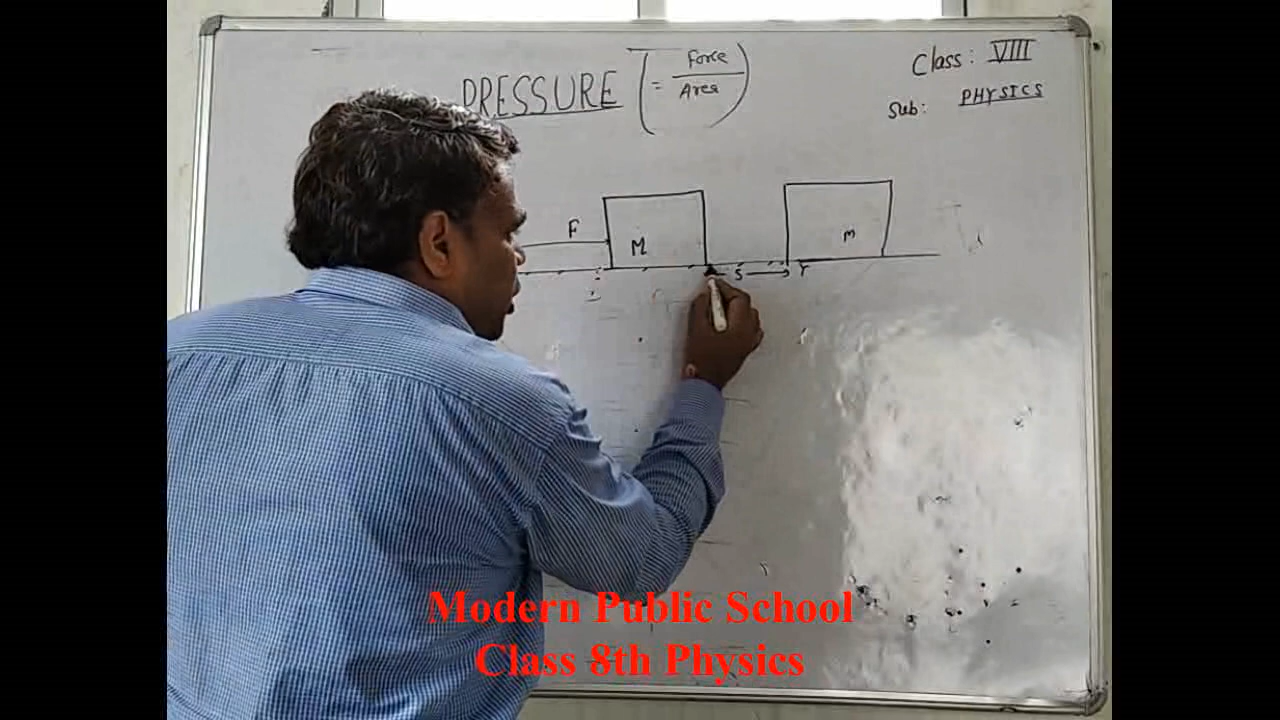 PRESSURE (= Force / Area)
Class: VIII
Sub: PHYSICS
F
M
m
S
Modern Public School
Class 8th Physics